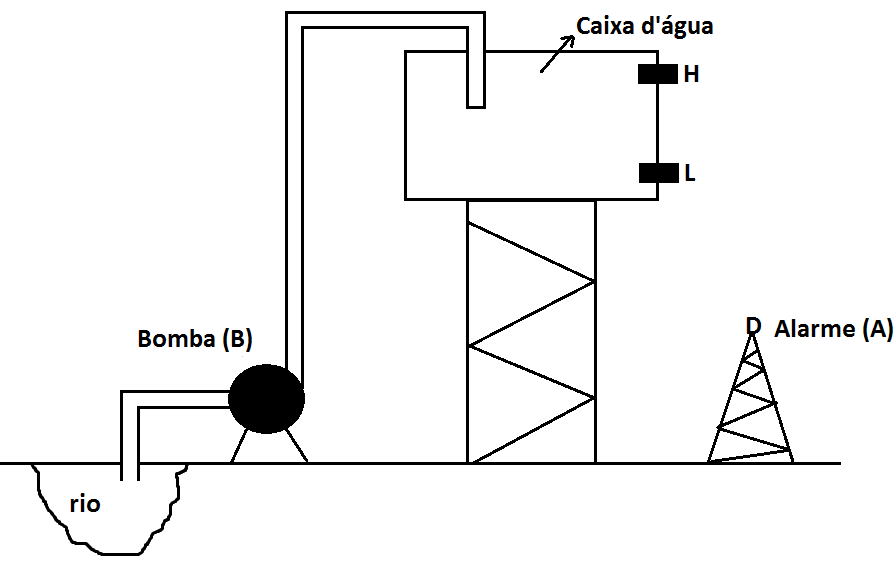 Caixa d'água
H
L
Bomba (B)
D Alarme (A)
rio